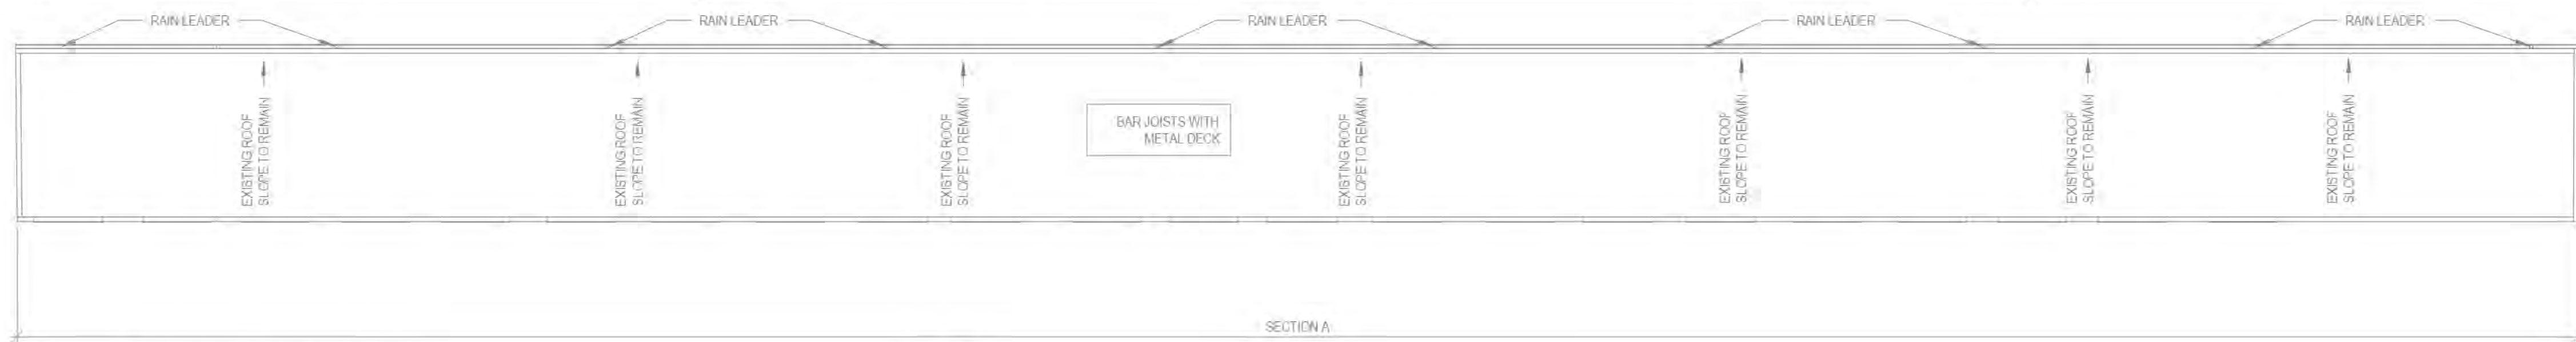 RAIN LEADER
RAIN LEADER
RAIN LEADER
RAIN LEADER
RAIN LEADER
EXISTING ROOF
SLOPE TO REMAIN
EXISTING ROOF
SLOPE TO REMAIN
EXISTING ROOF
SLOPE TO REMAIN
BAR JOISTS WITH
METAL DECK
EXISTING ROOF
SLOPE TO REMAIN
EXISTING ROOF
SLOPE TO REMAIN
EXISTING ROOF
SLOPE TO REMAIN
EXISTING ROOF
SLOPE TO REMAIN
SECTION A